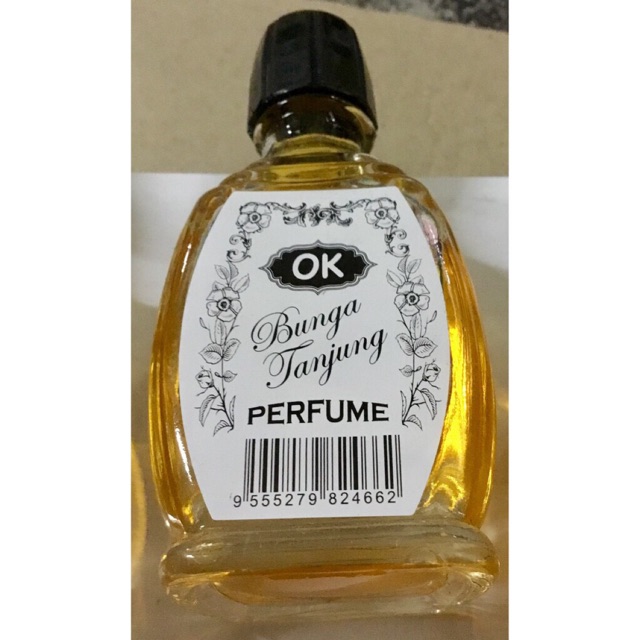 OK
Bunga
Tanjung
PERFUME
9 555279 824662